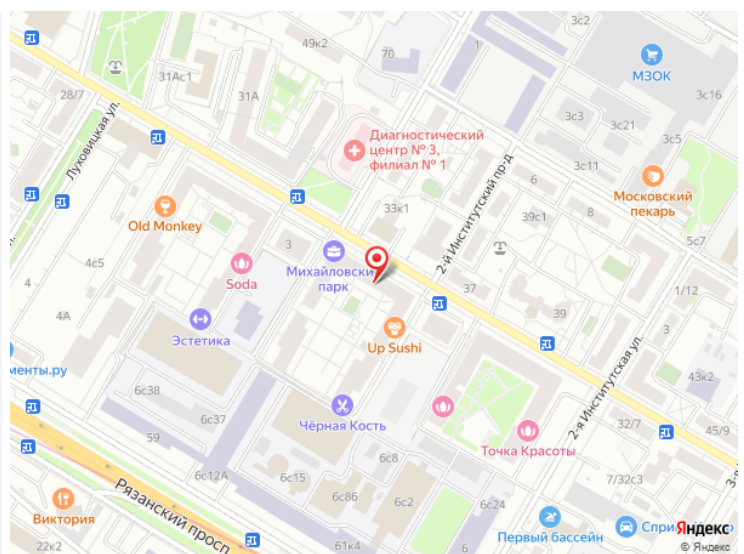 3с2
49к2
70
1
МЗОК
31Ас1
28/7
31А
3с16
Луховицкая ул.
3с3
3с21
Диагностический
центр № 3,
филиал № 1
3с5
3с11
6
Московский
пекарь
33к1
2-й Институтский пр-д
39с1
8
Old Monkey
3
5с7
Михайловский
парк
4с5
4
Soda
37
1/12
4А
39
3
Эстетика
Up Sushi
менты.ру
43к2
6с38
2-я Институтская ул.
6с37
Чёрная Кость
32/7
45/9
59
Точка Красоты
6с8
6с12А
6с15
7/32с3
3-я
6с86
6с24
Рязанский просп.
6с2
Виктория
Первый бассейн
Яндекс
22к2
61к4
© Яндекс